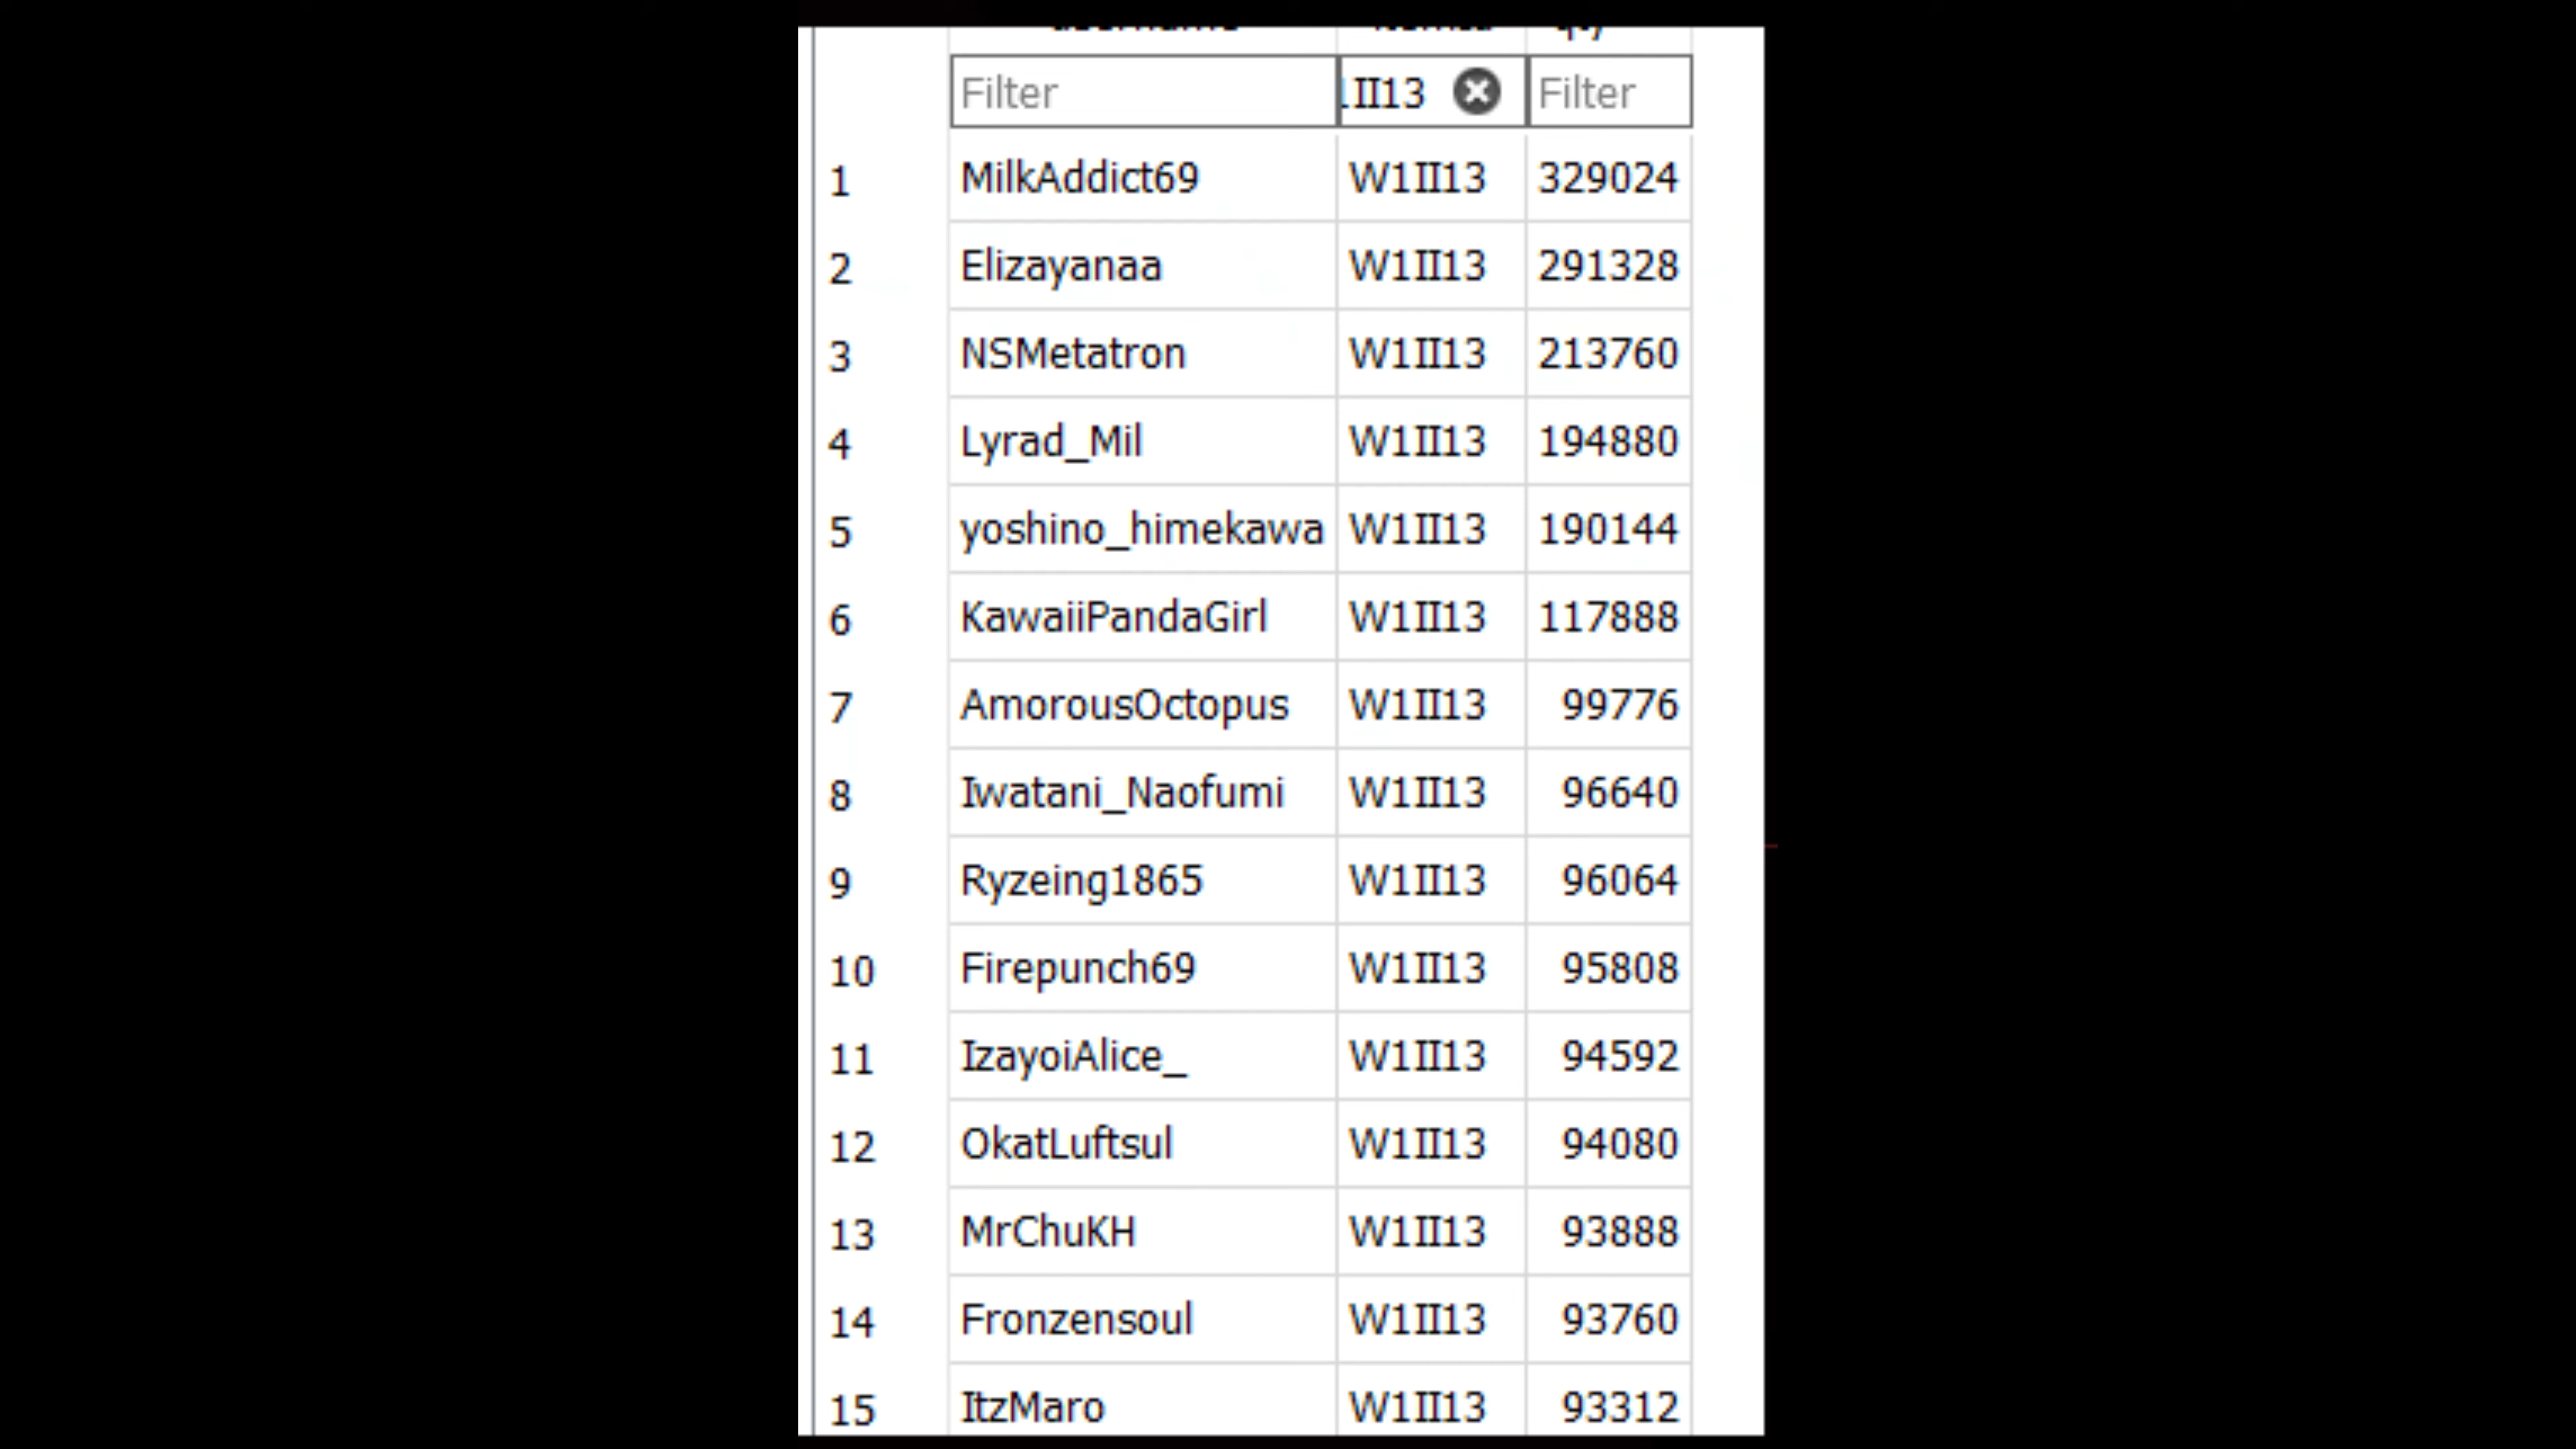 Filter 1II13 Filter
1 MilkAddict69 W1II13 329024
2 Elizayanaa W1II13 291328
3 NSMetatron W1II13 213760
4 Lyrad_Mil W1II13 194880
5 yoshino_himekawa W1II13 190144
6 KawaiiPandaGirl W1II13 117888
7 AmorousOctopus W1II13 99776
8 Iwatani_Naofumi W1II13 96640
9 Ryzeing1865 W1II13 96064
10 Firepunch69 W1II13 95808
11 IzayoiAlice_ W1II13 94592
12 OkatLuftsul W1II13 94080
13 MrChuKH W1II13 93888
14 Fronzensoul W1II13 93760
15 ItzMaro W1II13 93312